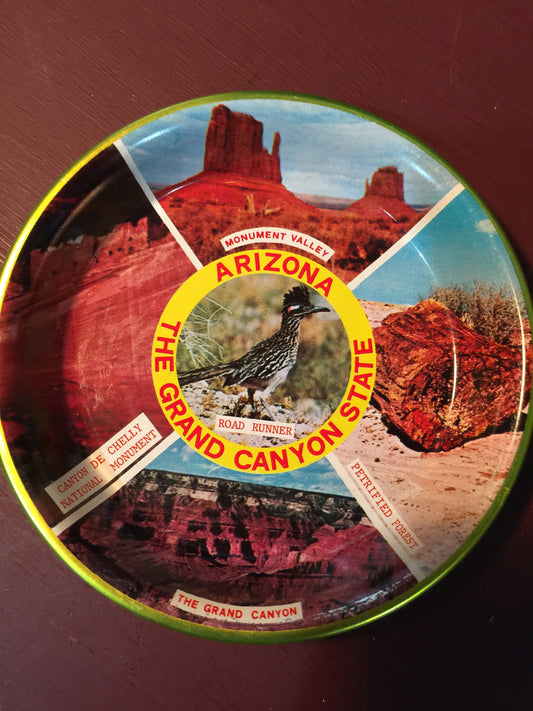 MONUMENT VALLEY
ARIZONA
THE GRAND CANYON STATE
ROAD RUNNER
CANYON DE CHELLY
NATIONAL MONUMENT
PETRIFIED FOREST
THE GRAND CANYON